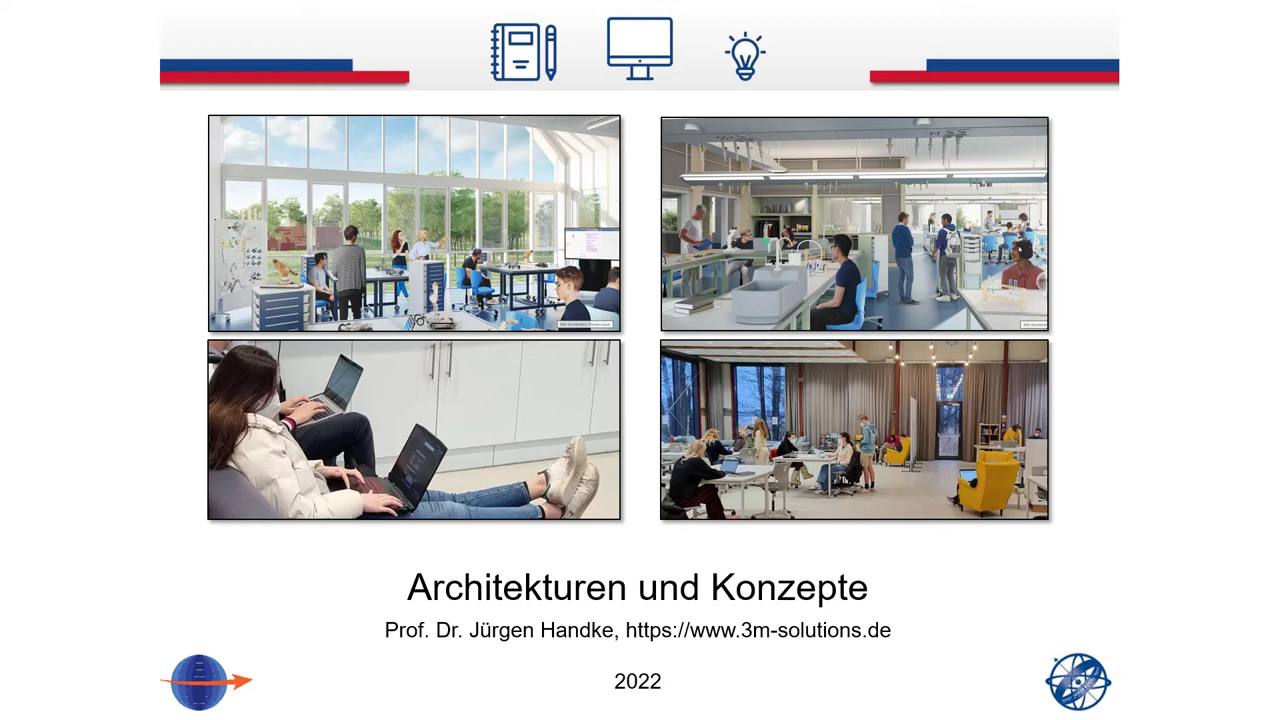 Architekturen und Konzepte
Prof. Dr. Jürgen Handke, https://www.3m-solutions.de
2022